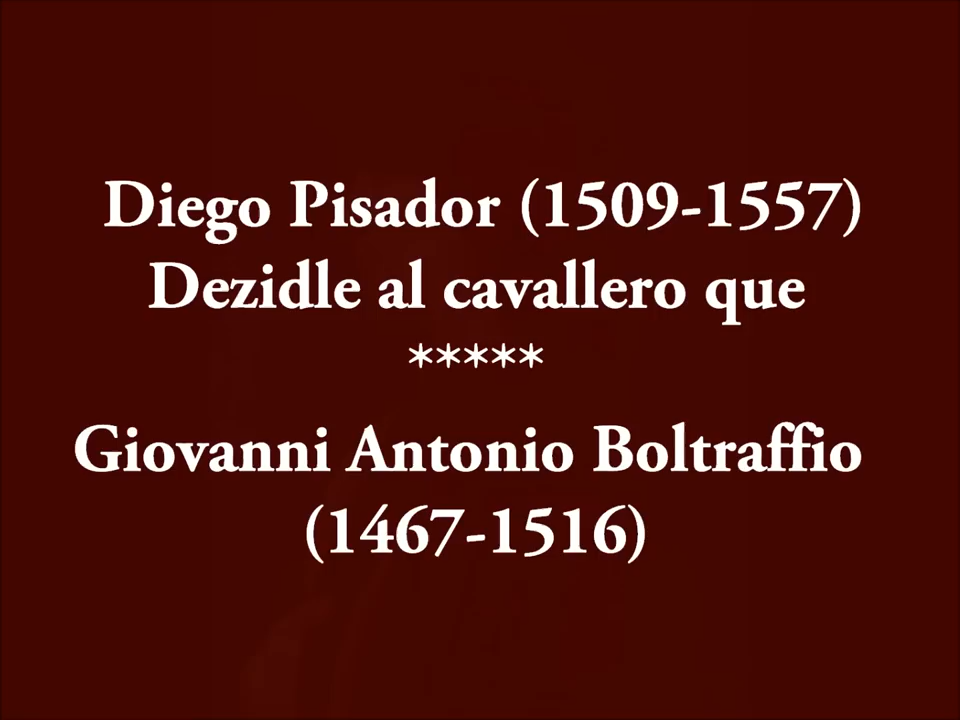 Diego Pisador (1509-1557)
Dezidle al cavallero que
*****
Giovanni Antonio Boltraffio
(1467-1516)